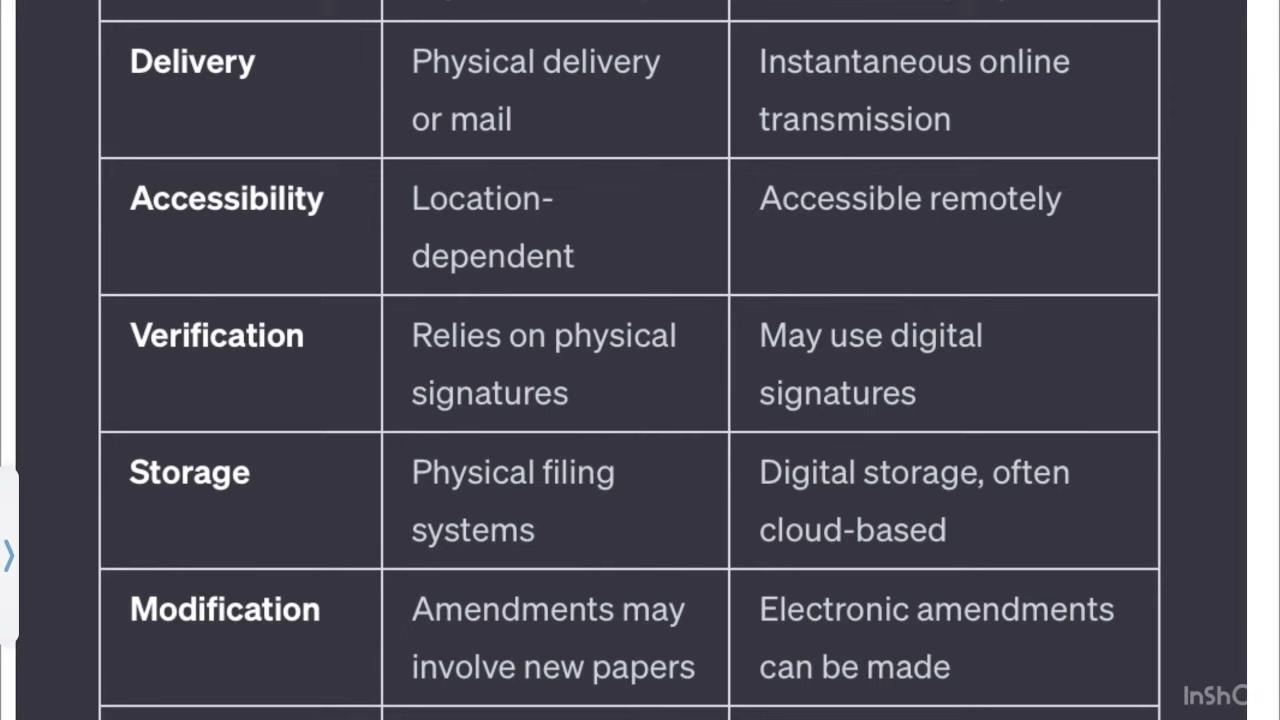 Delivery
Physical delivery
or mail
Instantaneous online
transmission
Accessibility
Location-
dependent
Accessible remotely
Verification
Relies on physical
signatures
May use digital
signatures
Storage
Physical filing
systems
Digital storage, often
cloud-based
Modification
Amendments may
involve new papers
Electronic amendments
can be made
InShO